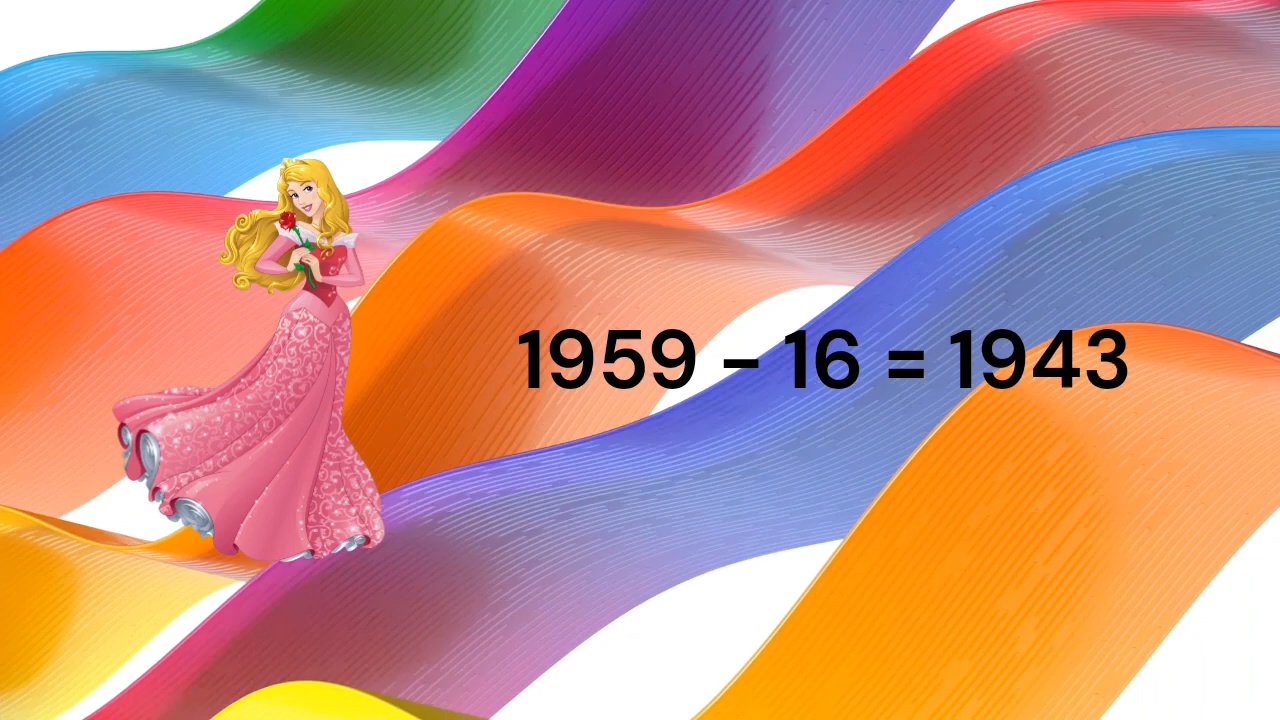 1959 – 16 = 1943